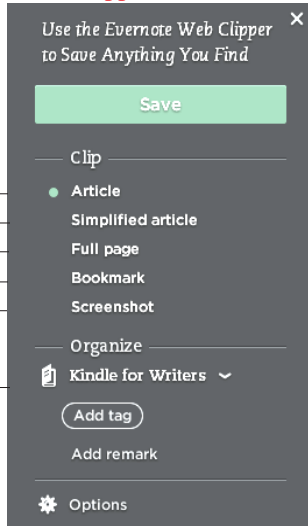 Use the Evernote Web Clipper
to Save Anything You Find
Save
Clip
Article
Simplified article
Full page
Bookmark
Screenshot
Organize
Kindle for Writers
Add tag
Add remark
Options